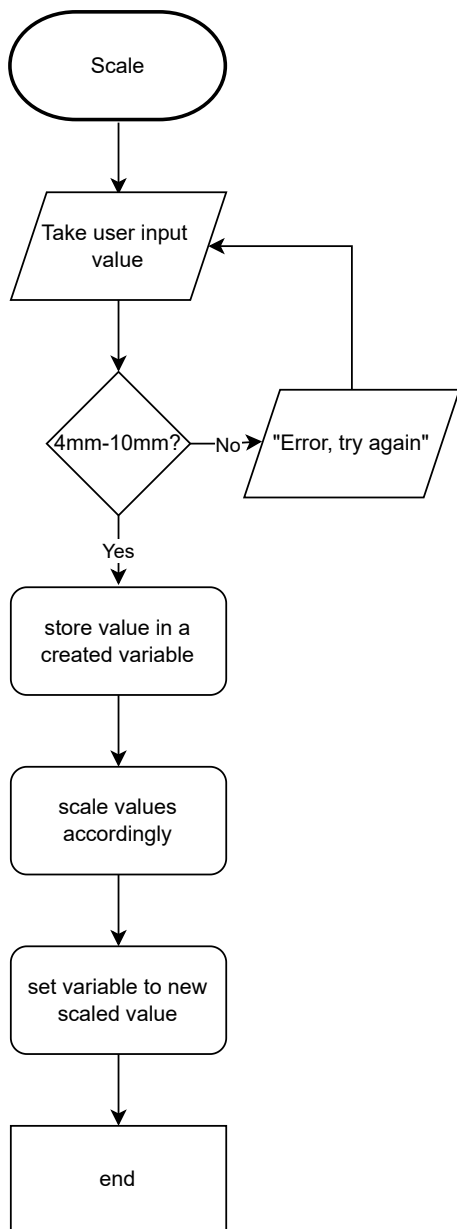 Scale
Take user input
value
4mm-10mm?
No
"Error, try again"
Yes
store value in a
created variable
scale values
accordingly
set variable to new
scaled value
end